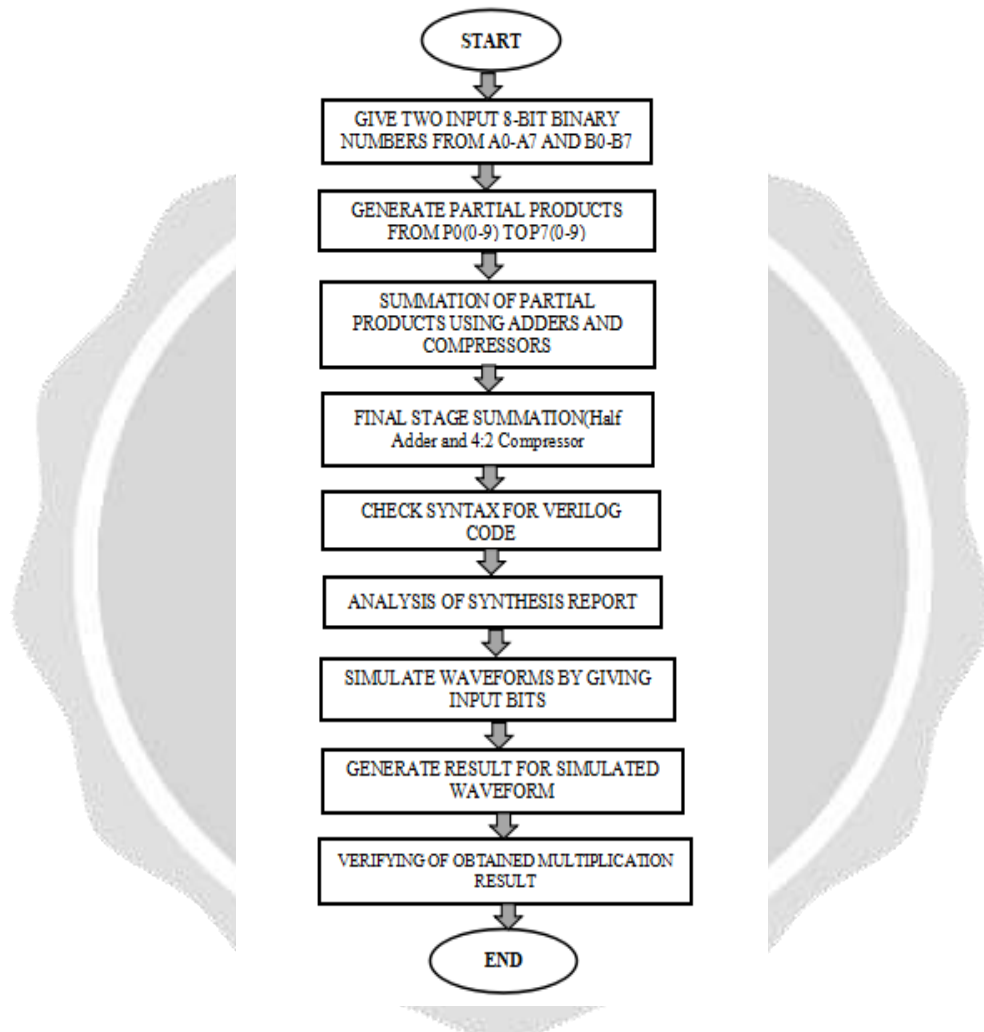 START
GIVE TWO INPUT 8-BIT BINARY
NUMBERS FROM A0-A7 AND B0-B7
GENERATE PARTIAL PRODUCTS
FROM P0(0-9) TO P7(0-9)
SUMMATION OF PARTIAL
PRODUCTS USING ADDERS AND
COMPRESSORS
FINAL STAGE SUMMATION(Half
Adder and 4:2 Compressor
CHECK SYNTAX FOR VERILOG
CODE
ANALYSIS OF SYNTHESIS REPORT
SIMULATE WAVEFORMS BY GIVING
INPUT BITS
GENERATE RESULT FOR SIMULATED
WAVEFORM
VERIFYING OF OBTAINED MULTIPLICATION
RESULT
END